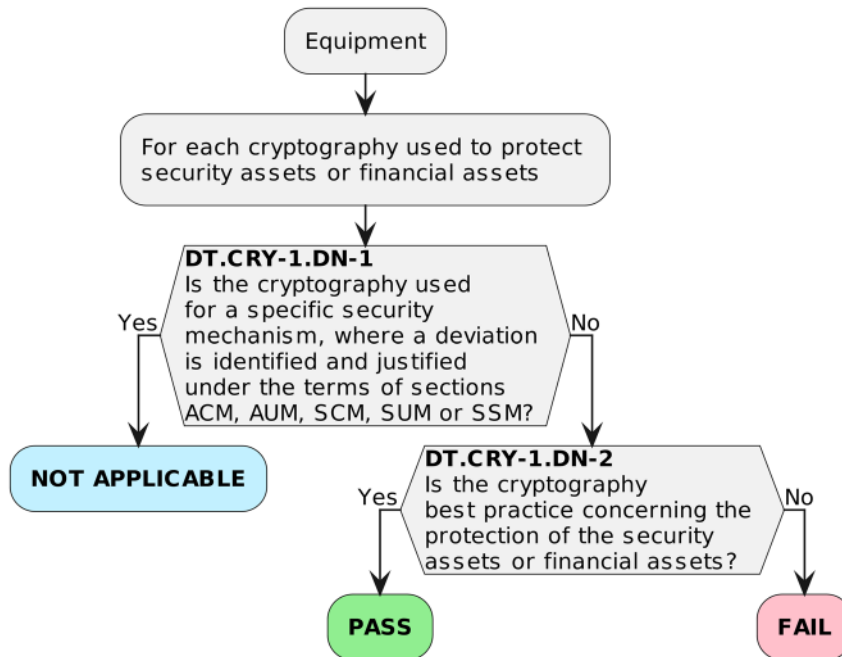 Equipment
For each cryptography used to protect
security assets or financial assets
DT.CRY-1.DN-1
Is the cryptography used
for a specific security
mechanism, where a deviation
is identified and justified
under the terms of sections
ACM, AUM, SCM, SUM or SSM?
Yes
No
NOT APPLICABLE
DT.CRY-1.DN-2
Is the cryptography
best practice concerning the
protection of the security
assets or financial assets?
Yes
No
PASS
FAIL